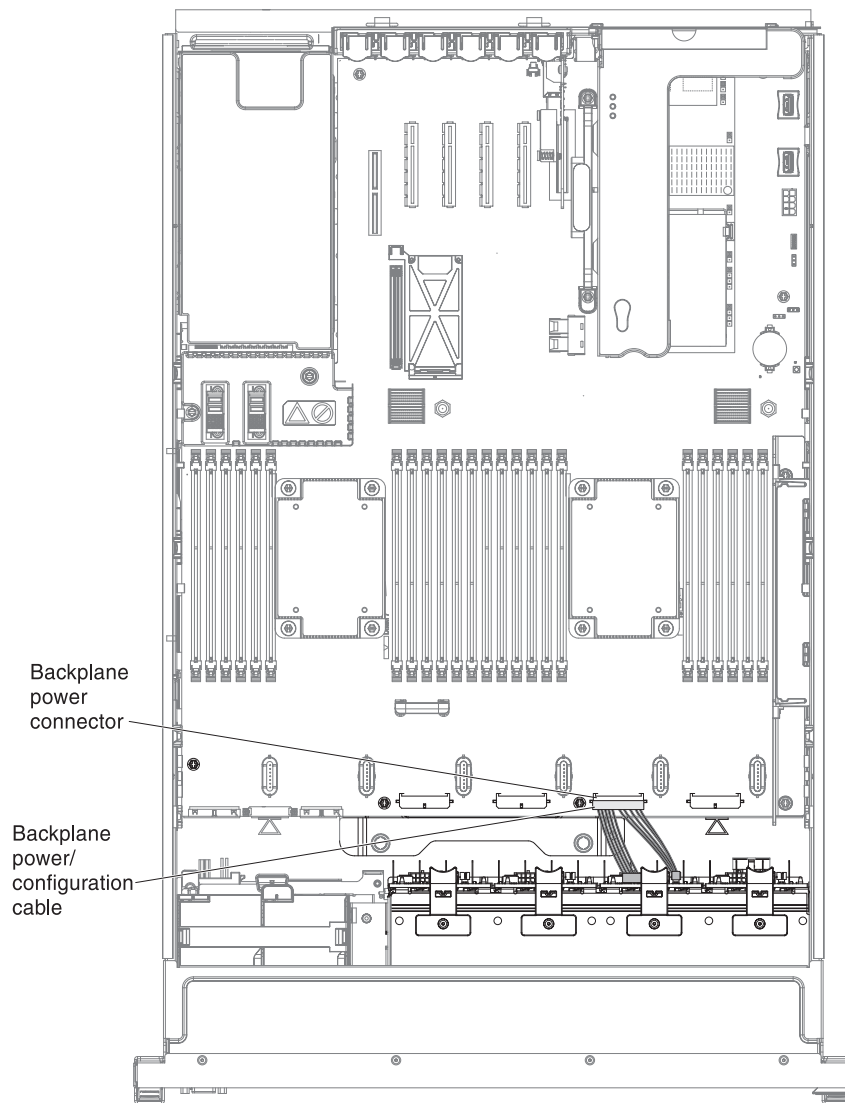 Backplane
power
connector
Backplane
power/
configuration
cable